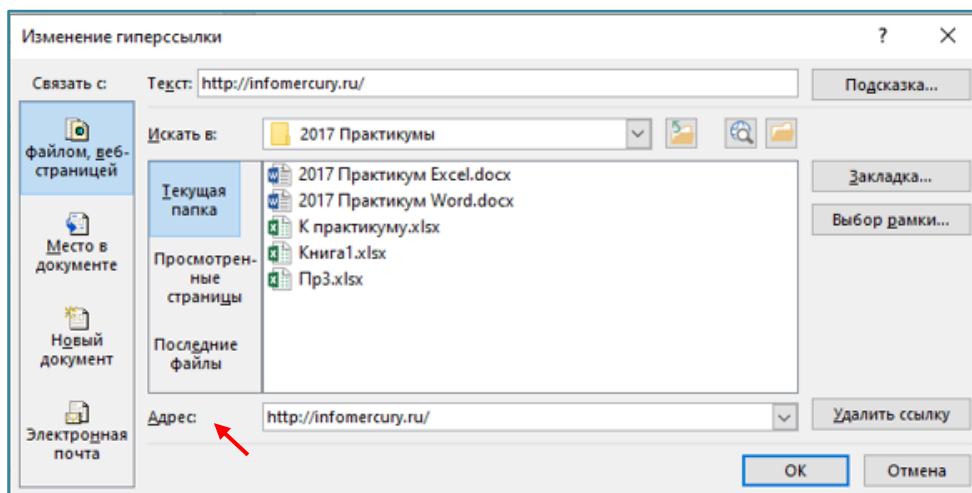 Изменение гиперссылки
?
Связать с:
Текст: http://infomercury.ru/
Подсказка...
файлом, веб-
страницей
Искать в:
2017 Практикумы
Текущая
папка
2017 Практикум Excel.docx
2017 Практикум Word.docx
К практикуму.xlsx
Книга1.xlsx
Пр3.xlsx
Закладка...
Выбор рамки...
Место в
документе
Просмотрен-
ные
страницы
Новый
документ
Последние
файлы
Электронная
почта
Адрес:
http://infomercury.ru/
Удалить ссылку
ОК
Отмена